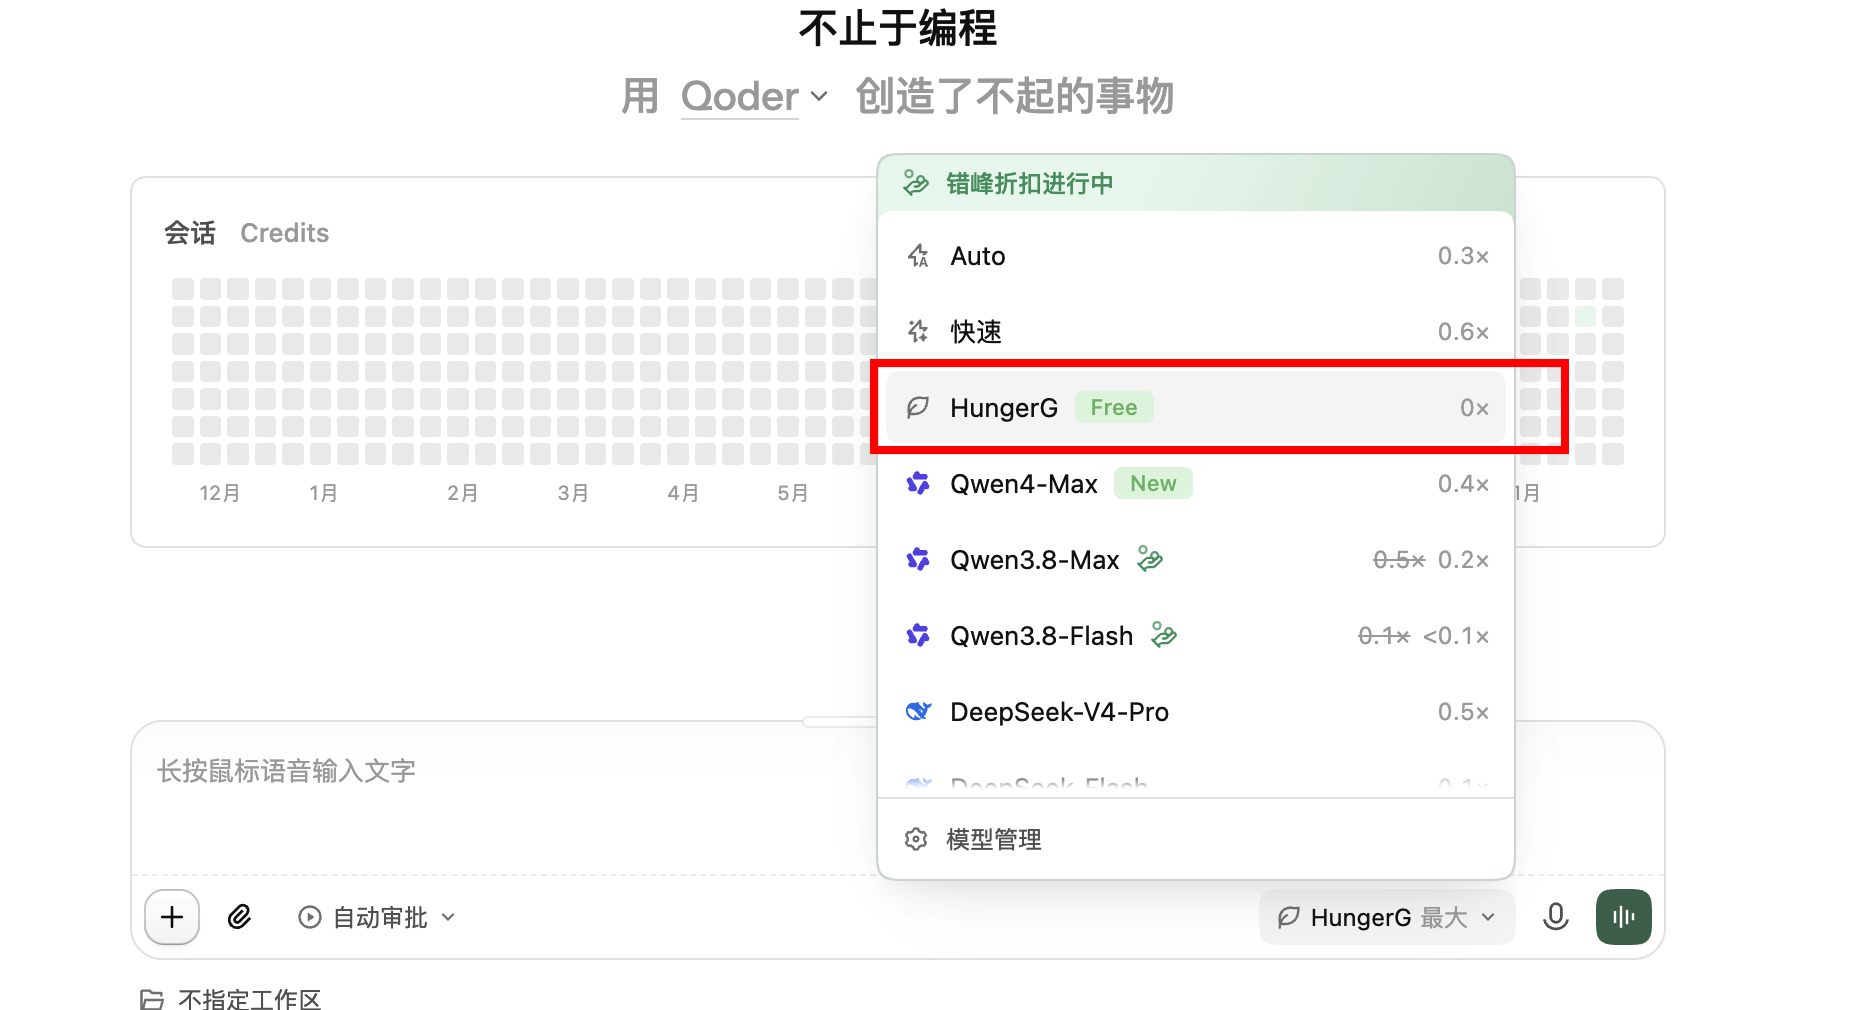 不止于编程
用 Qoder 创造了不起的事物
错峰折扣进行中
会话 Credits
Auto 0.3×
快速 0.6×
HungerG Free 0×
Qwen4-Max New 0.4×
12月 1月 2月 3月 4月 5月 月
Qwen3.8-Max 0.5× 0.2×
Qwen3.8-Flash 0.1× <0.1×
DeepSeek-V4-Pro 0.5×
DeepSeek-Flash 0.1×
模型管理
长按鼠标语音输入文字
自动审批
HungerG 最大
不指定工作区